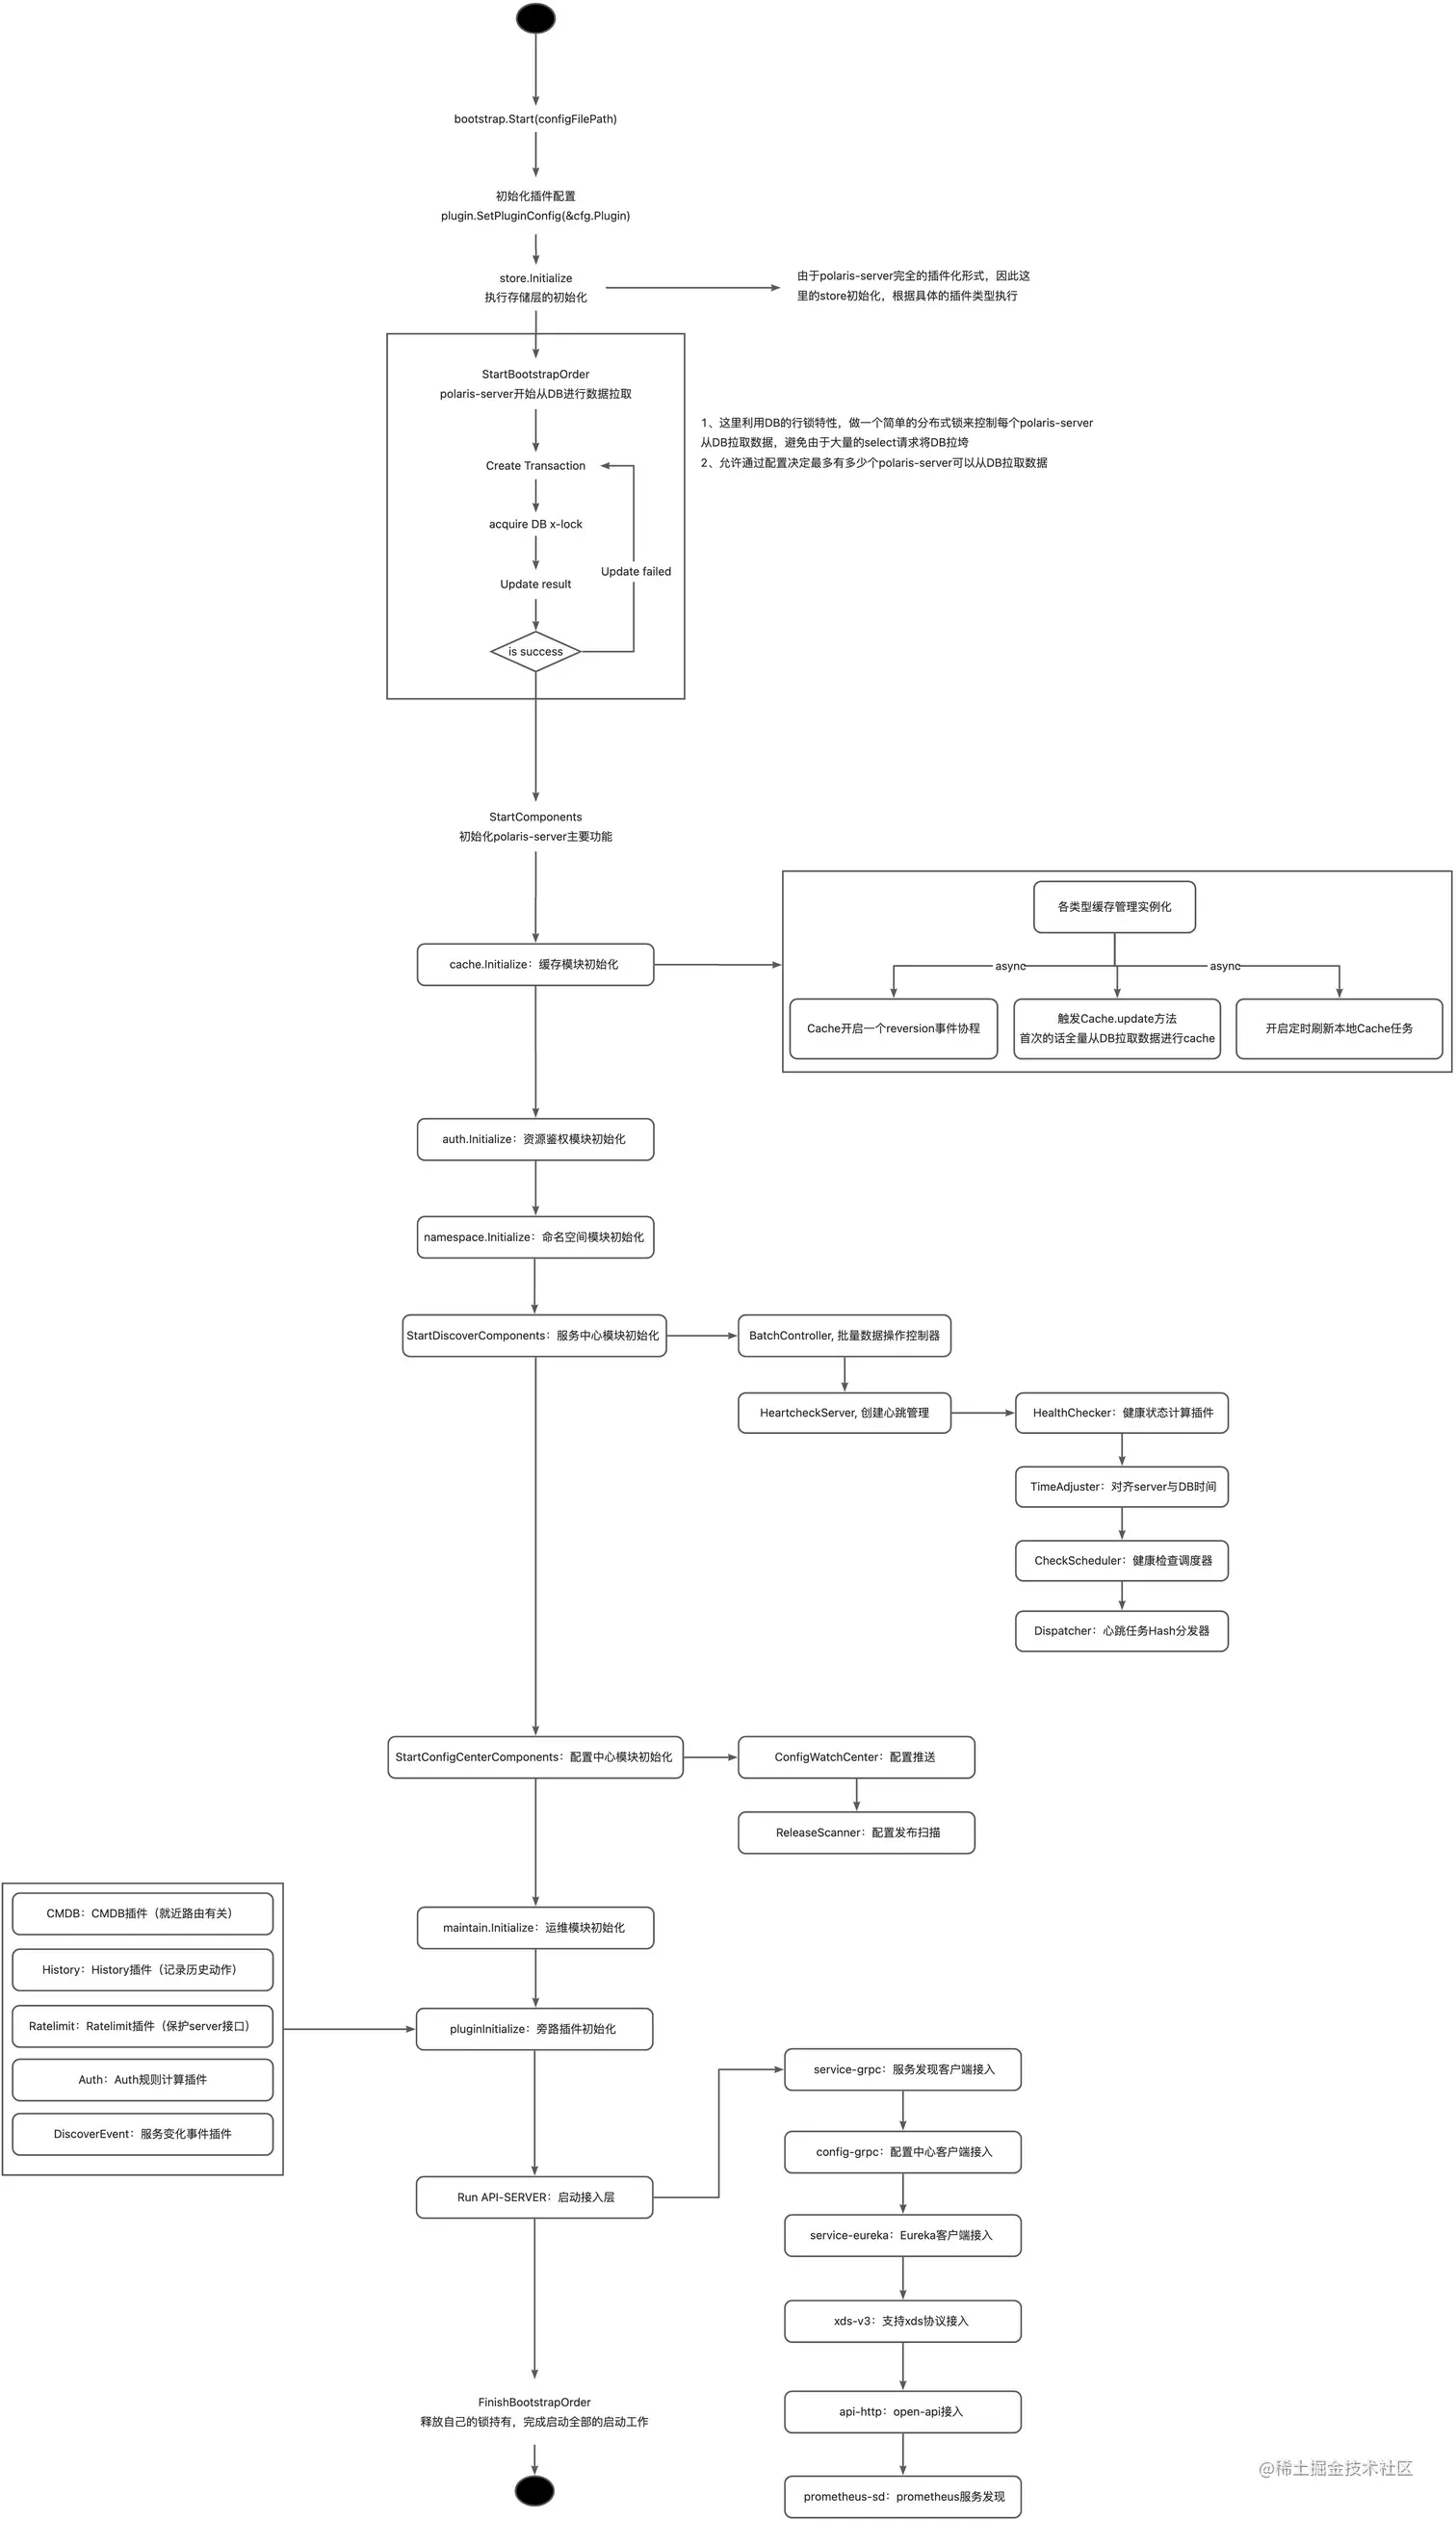 bootstrap.Start(configFilePath)
初始化插件配置
plugin.SetPluginConfig(&cfg.Plugin)
store.Initialize
执行存储层的初始化
由于polaris-server完全的插件化形式，因此这
里的store初始化，根据具体的插件类型执行
StartBootstrapOrder
polaris-server开始从DB进行数据拉取
1、这里利用DB的行锁特性，做一个简单的分布式锁来控制每个polaris-server
从DB拉取数据，避免由于大量的select请求将DB拉垮
2、允许通过配置决定最多有多少个polaris-server可以从DB拉取数据
Create Transaction
acquire DB x-lock
Update failed
Update result
is success
StartComponents
初始化polaris-server主要功能
cache.Initialize：缓存模块初始化
各类型缓存管理实例化
async
async
Cache开启一个reversion事件协程
触发Cache.update方法
首次的话全量从DB拉取数据进行cache
开启定时刷新本地Cache任务
auth.Initialize：资源鉴权模块初始化
namespace.Initialize：命名空间模块初始化
StartDiscoverComponents：服务中心模块初始化
BatchController, 批量数据操作控制器
HeartcheckServer, 创建心跳管理
HealthChecker：健康状态计算插件
TimeAdjuster：对齐server与DB时间
CheckScheduler：健康检查调度器
Dispatcher：心跳任务Hash分发器
StartConfigCenterComponents：配置中心模块初始化
ConfigWatchCenter：配置推送
ReleaseScanner：配置发布扫描
CMDB：CMDB插件（就近路由有关）
History：History插件（记录历史动作）
Ratelimit：Ratelimit插件（保护server接口）
Auth：Auth规则计算插件
DiscoverEvent：服务变化事件插件
maintain.Initialize：运维模块初始化
pluginInitialize：旁路插件初始化
Run API-SERVER：启动接入层
service-grpc：服务发现客户端接入
config-grpc：配置中心客户端接入
service-eureka：Eureka客户端接入
xds-v3：支持xds协议接入
api-http：open-api接入
prometheus-sd：prometheus服务发现
FinishBootstrapOrder
释放自己的锁持有，完成启动全部的启动工作
@稀土掘金技术社区